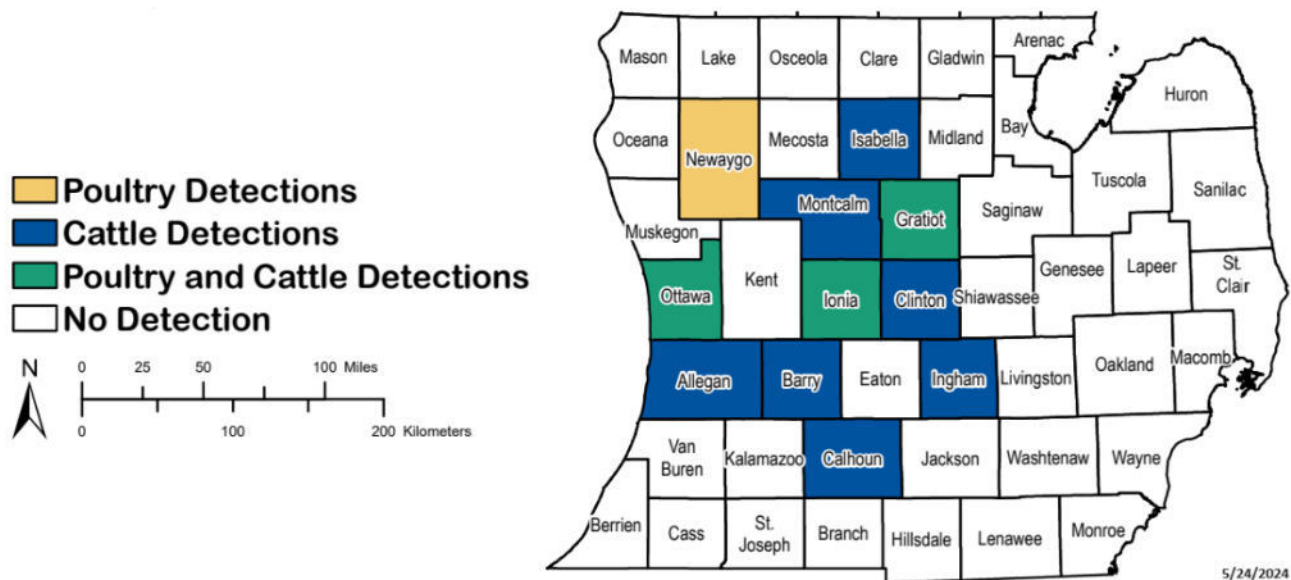 Poultry Detections
Cattle Detections
Poultry and Cattle Detections
No Detection
N
0 25 50 100 Miles
0 100 200 Kilometers
Mason
Lake
Osceola
Clare
Gladwin
Arenac
Huron
Oceana
Newaygo
Mecosta
Isabella
Midland
Bay
Tuscola
Sanilac
Muskegon
Montcalm
Gratiot
Saginaw
Ottawa
Kent
Ionia
Clinton
Shiawassee
Genesee
Lapeer
St.
Clair
Allegan
Barry
Eaton
Ingham
Livingston
Oakland
Macomb
Van
Buren
Kalamazoo
Calhoun
Jackson
Washtenaw
Wayne
Berrien
Cass
St.
Joseph
Branch
Hillsdale
Lenawee
Monroe
5/24/2024